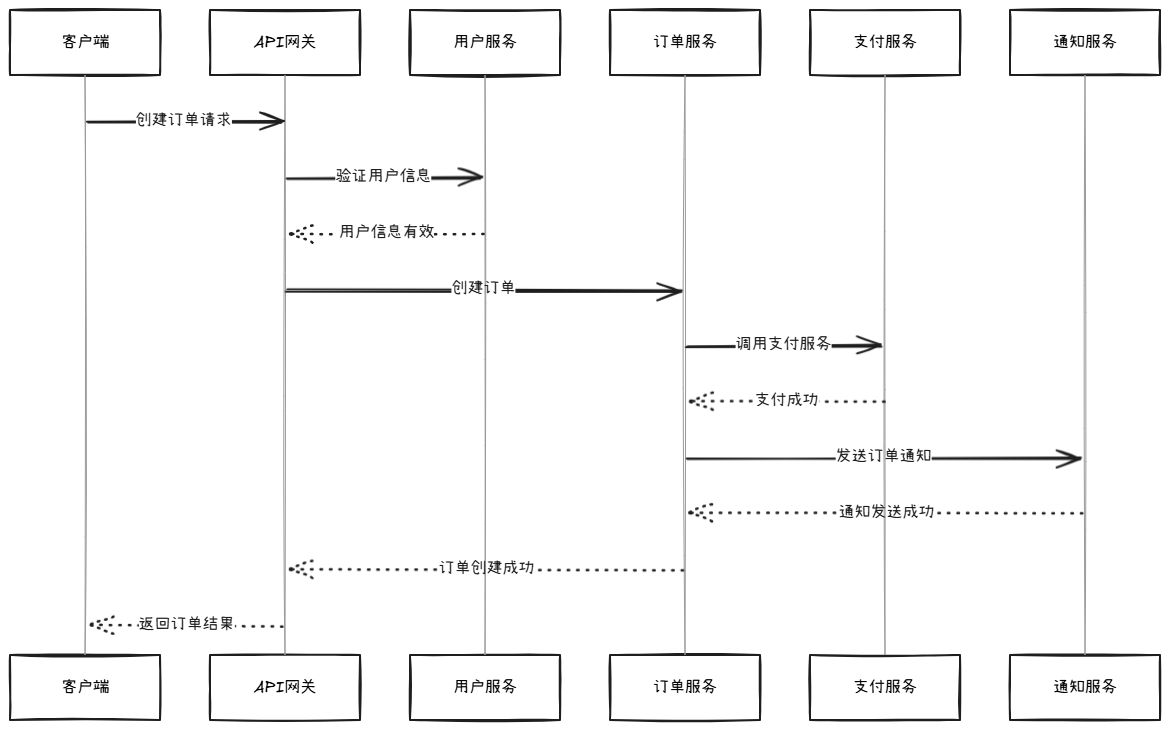 客户端
API网关
用户服务
订单服务
支付服务
通知服务
创建订单请求
验证用户信息
用户信息有效
创建订单
调用支付服务
支付成功
发送订单通知
通知发送成功
订单创建成功
返回订单结果
客户端
API网关
用户服务
订单服务
支付服务
通知服务